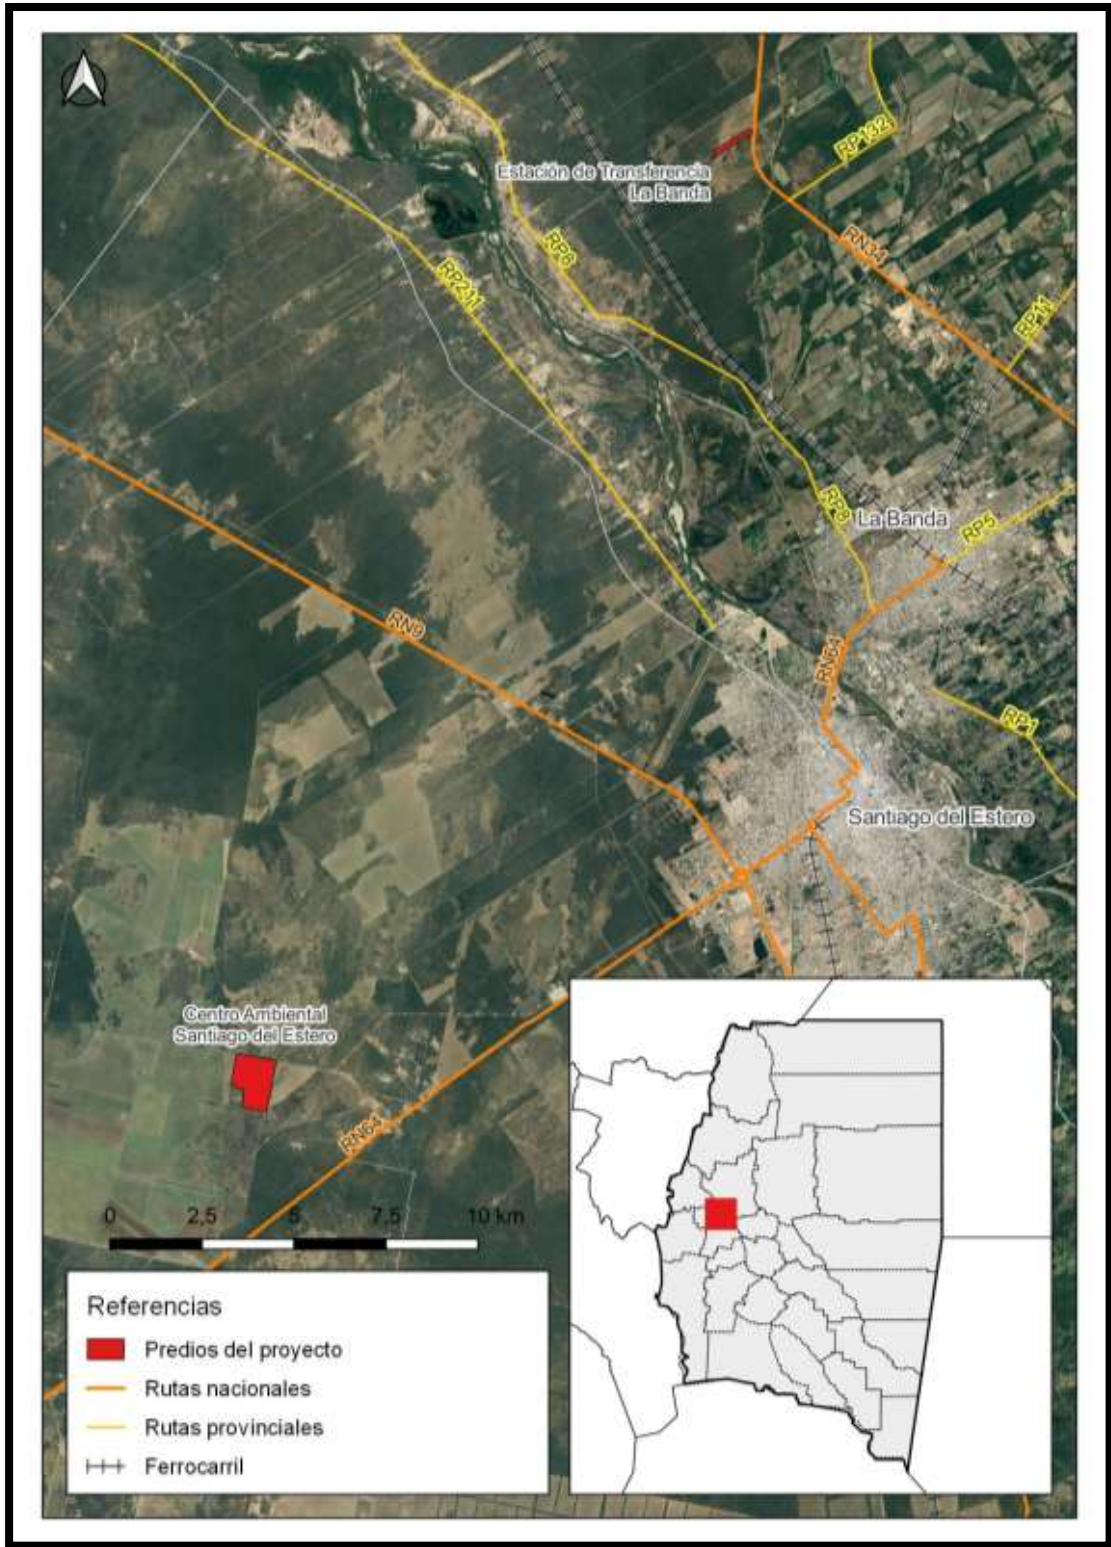 RP132
Estación de Transferencia
La Banda
RN34
RP6
RP211
RP11
RP8
La Banda
RP5
RN9
RN64
RP1
Santiago del Estero
Centro Ambiental
Santiago del Estero
RN64
0 2,5 5 7,5 10 km
Referencias
Predios del proyecto
Rutas nacionales
Rutas provinciales
Ferrocarril